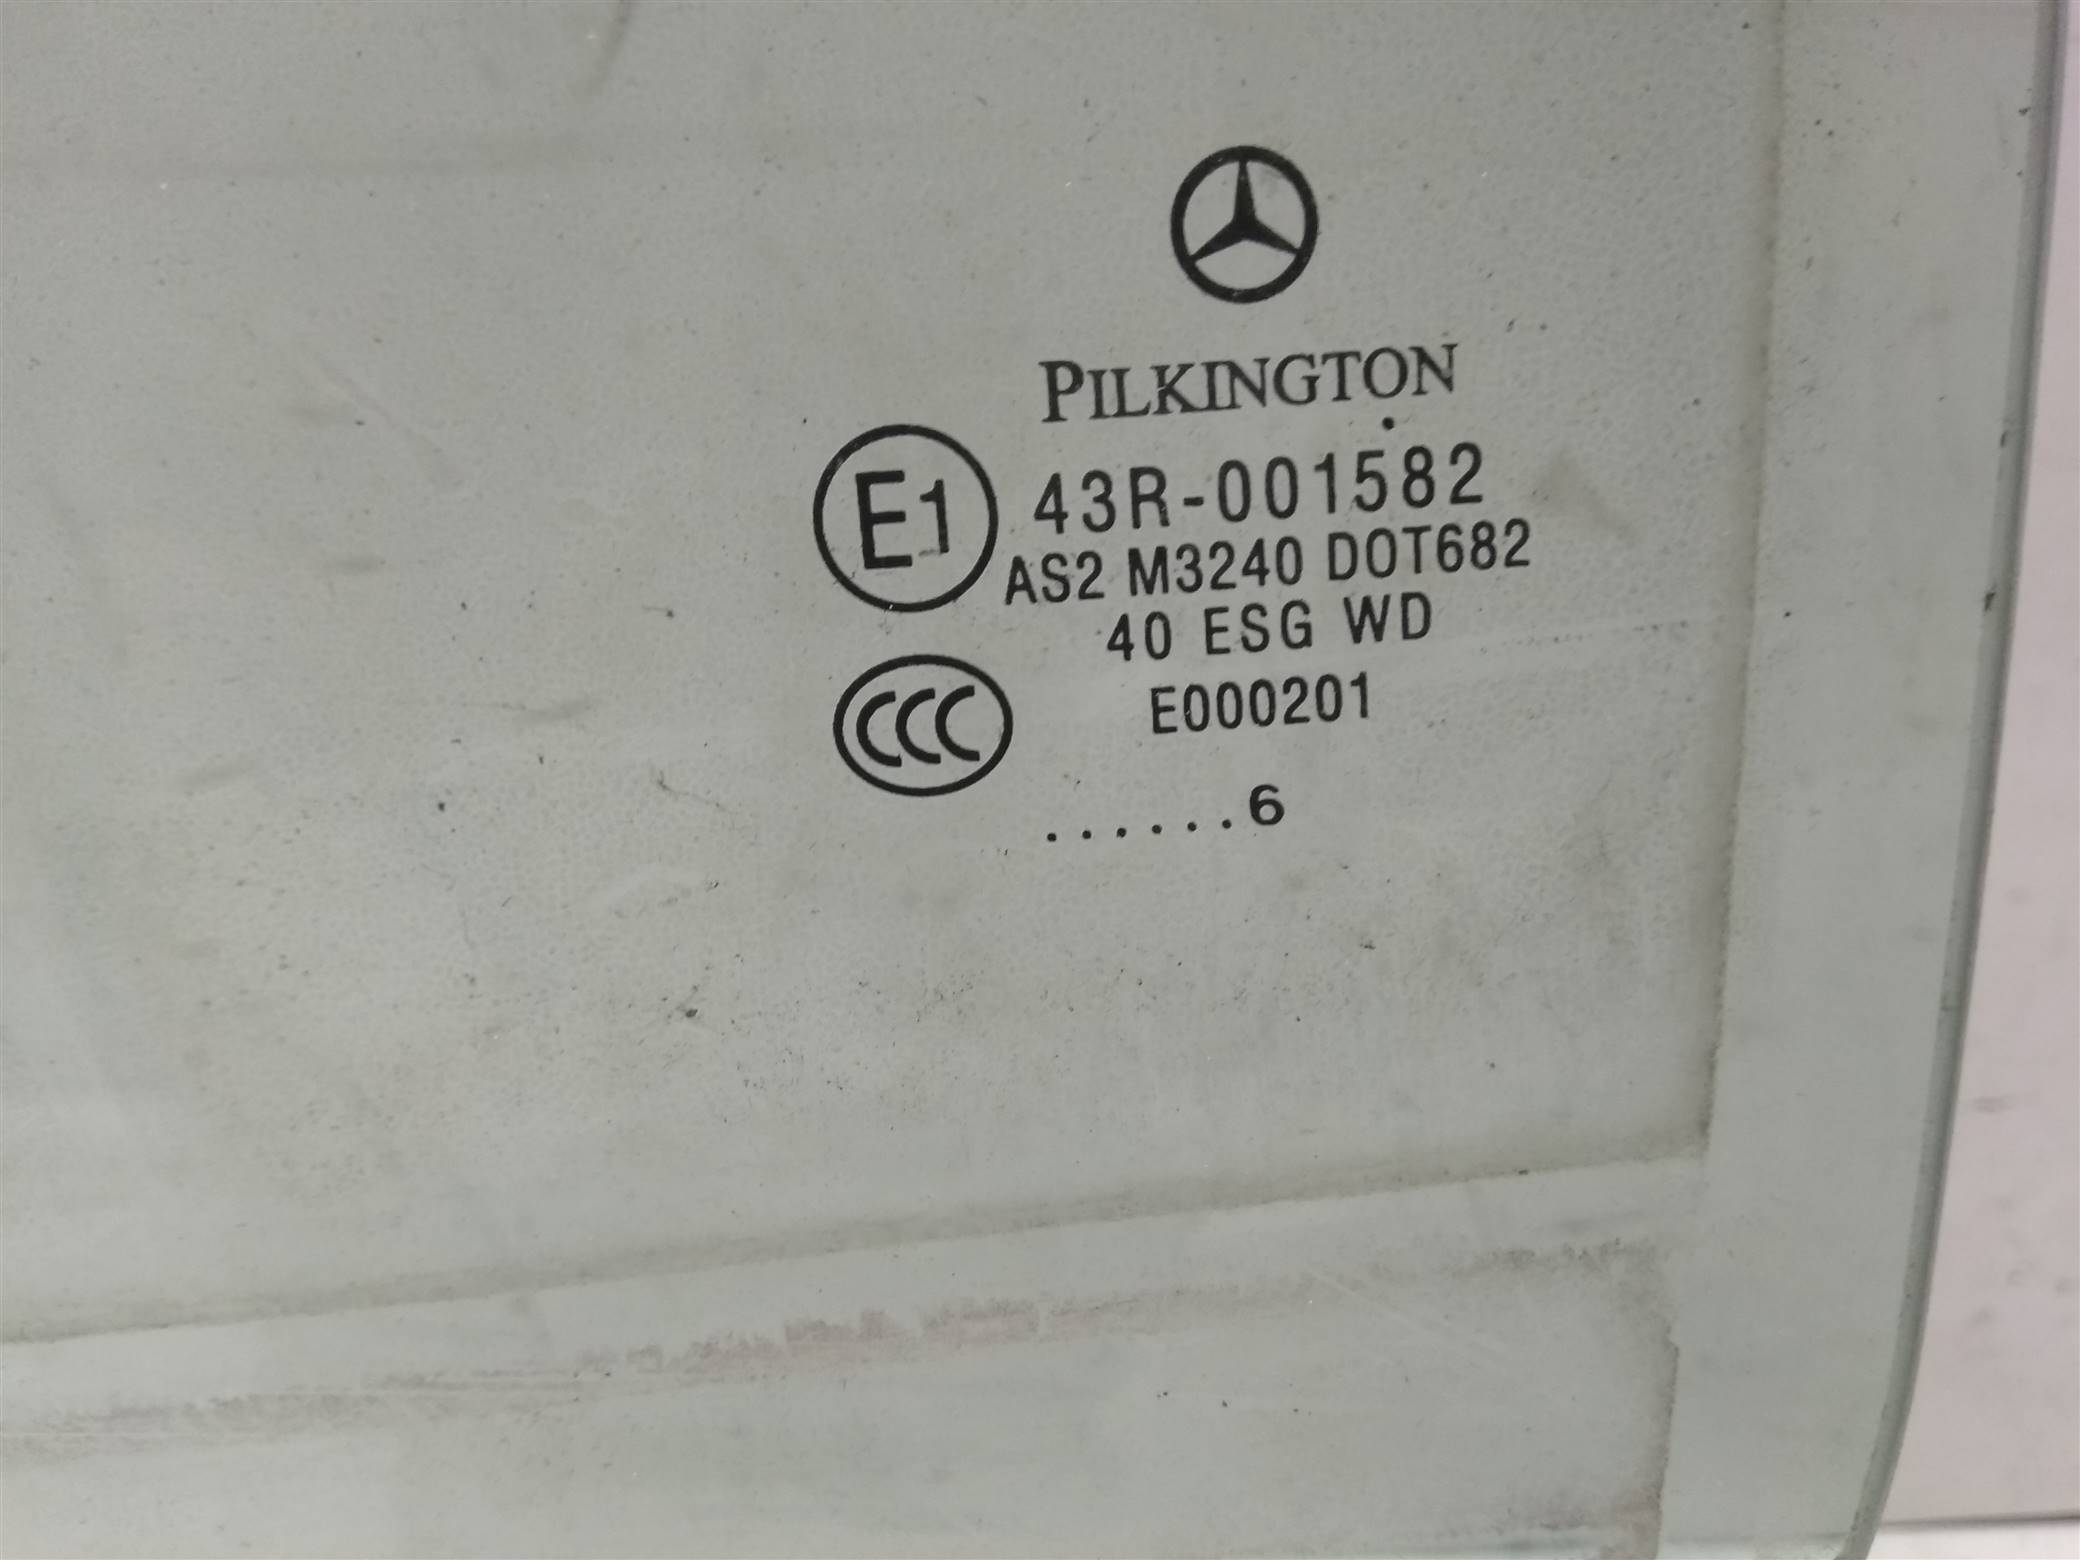 PILKINGTON
E1 43R-001582
AS2 M3240 DOT682
40 ESG WD
CCC E000201
......6